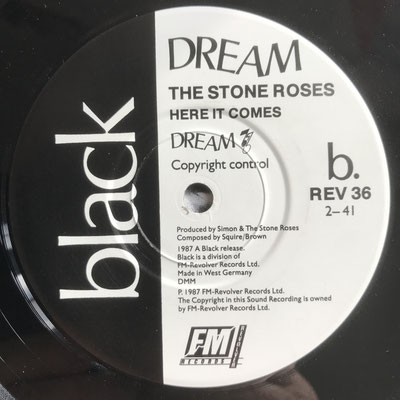 black
DREAM
THE STONE ROSES
HERE IT COMES
DREAM
Copyright control
b.
REV 36
2–41
Produced by Simon & The Stone Roses
Composed by Squire/Brown
1987 A Black release.
Black is a division of
FM-Revolver Records Ltd.
Made in West Germany
DMM
P. 1987 FM-Revolver Records Ltd.
The Copyright in this Sound Recording is owned
by FM-Revolver Records Ltd.
FM
REVOLVER
RECORDS